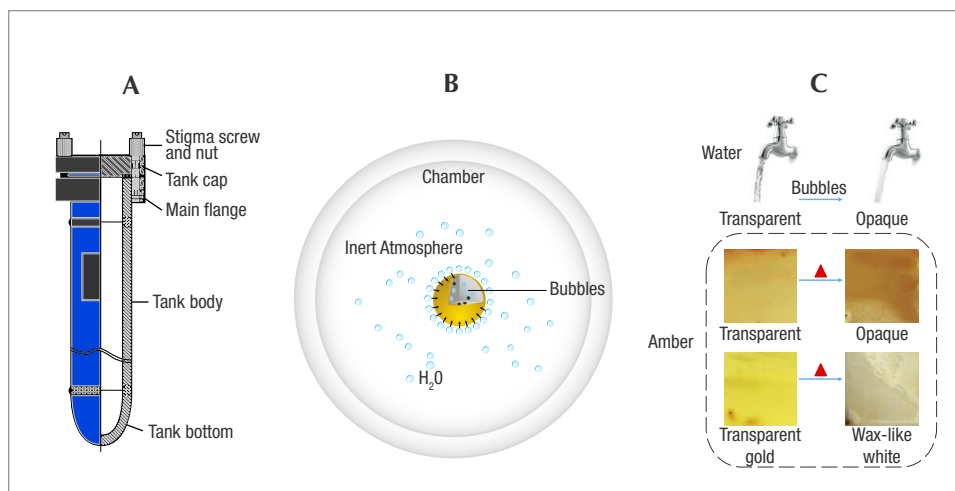 A
Stigma screw
and nut
Tank cap
Main flange
Tank body
Tank bottom
B
Chamber
Inert Atmosphere
Bubbles
H₂O
C
Water
Bubbles
Transparent
Opaque
Amber
Transparent
Opaque
Transparent
gold
Wax-like
white